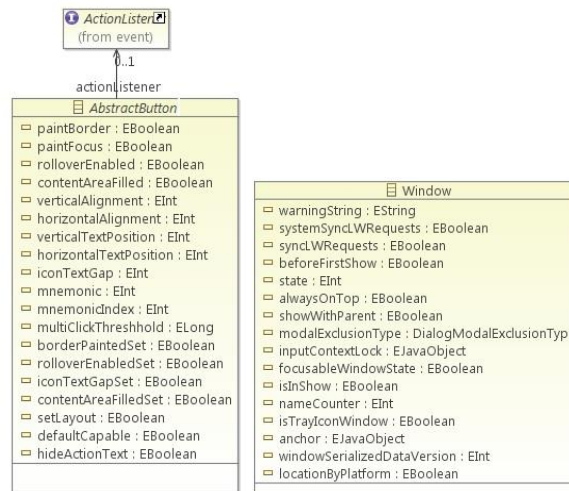 ActionListener
(from event)
0..1
actionListener
AbstractButton
paintBorder : EBoolean
paintFocus : EBoolean
rolloverEnabled : EBoolean
contentAreaFilled : EBoolean
verticalAlignment : EInt
horizontalAlignment : EInt
verticalTextPosition : EInt
horizontalTextPosition : EInt
iconTextGap : EInt
mnemonic : EInt
mnemonicIndex : EInt
multiClickThreshhold : ELong
borderPaintedSet : EBoolean
rolloverEnabledSet : EBoolean
iconTextGapSet : EBoolean
contentAreaFilledSet : EBoolean
setLayout : EBoolean
defaultCapable : EBoolean
hideActionText : EBoolean
Window
warningString : EString
systemSyncLWRequests : EBoolean
syncLWRequests : EBoolean
beforeFirstShow : EBoolean
state : EInt
alwaysOnTop : EBoolean
showWithParent : EBoolean
modalExclusionType : DialogModalExclusionTyp
inputContextLock : EJavaObject
focusableWindowState : EBoolean
isInShow : EBoolean
nameCounter : EInt
isTrayIconWindow : EBoolean
anchor : EJavaObject
windowSerializedDataVersion : EInt
locationByPlatform : EBoolean